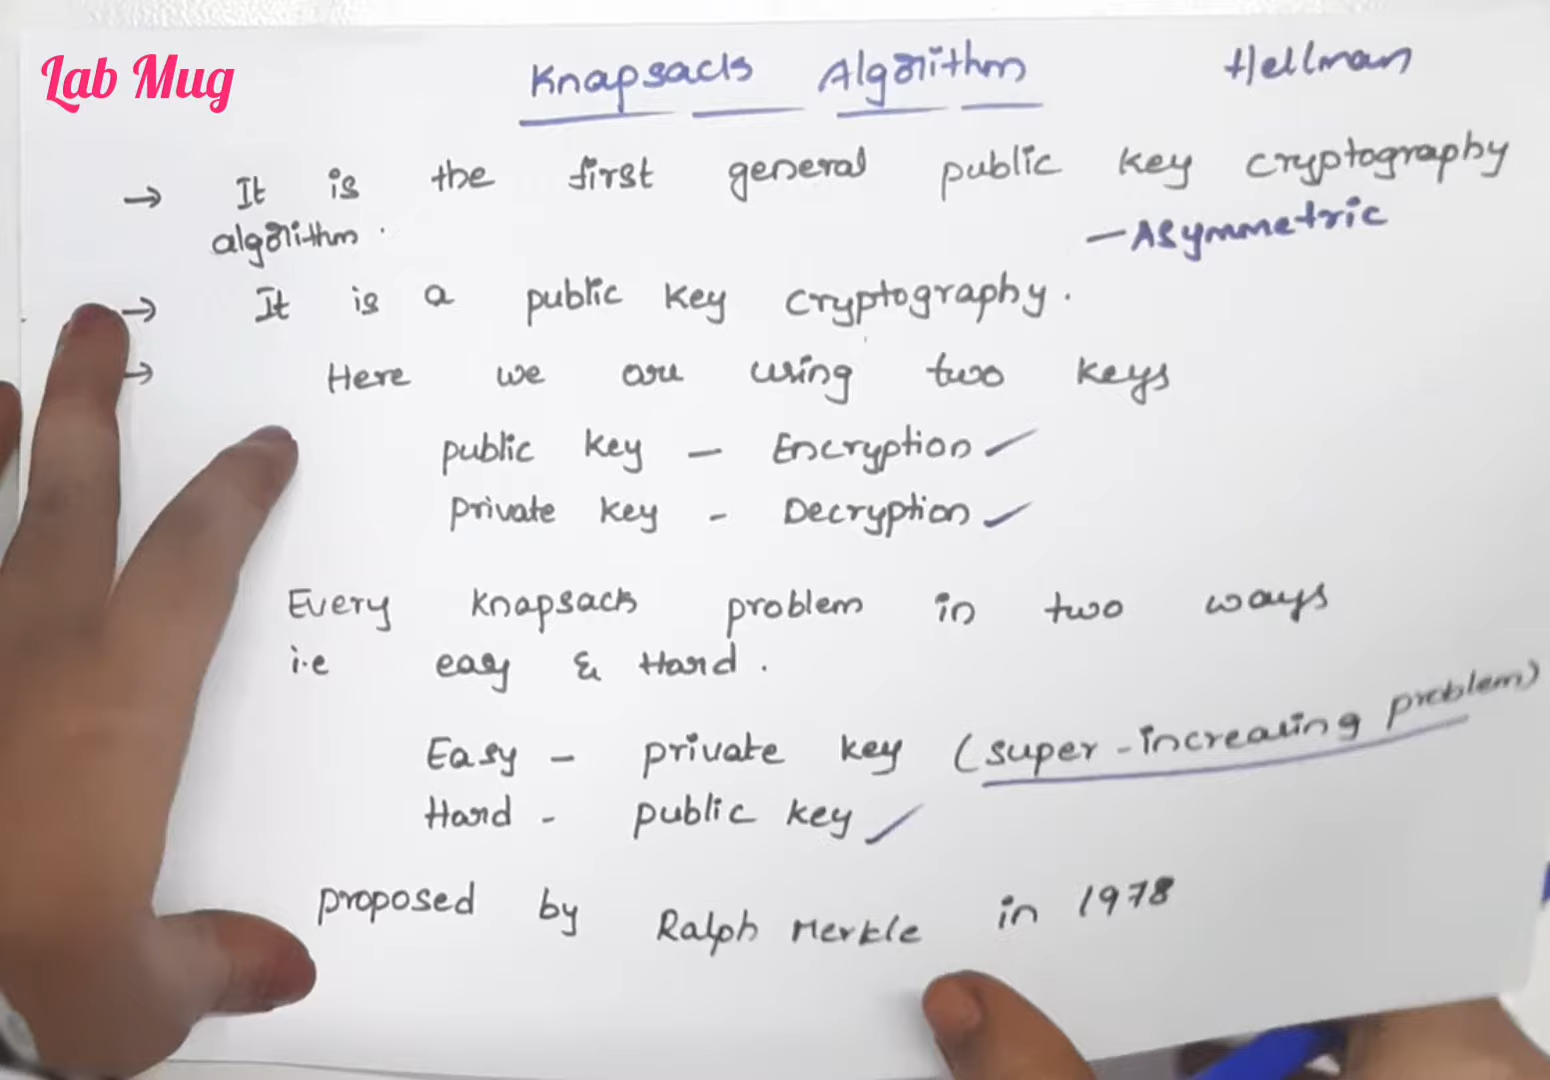 Lab Mug
Knapsack Algorithm Hellman
→ It is the first general public key cryptography
algorithm.
- Asymmetric
→ It is a public key cryptography.
→ Here we are using two keys
public key - Encryption ✓
private key - Decryption ✓
Every knapsack problem in two ways
i.e easy & Hard.
Easy - private key (super-increasing problem)
Hard - public key ✓
proposed by Ralph Merkle in 1978